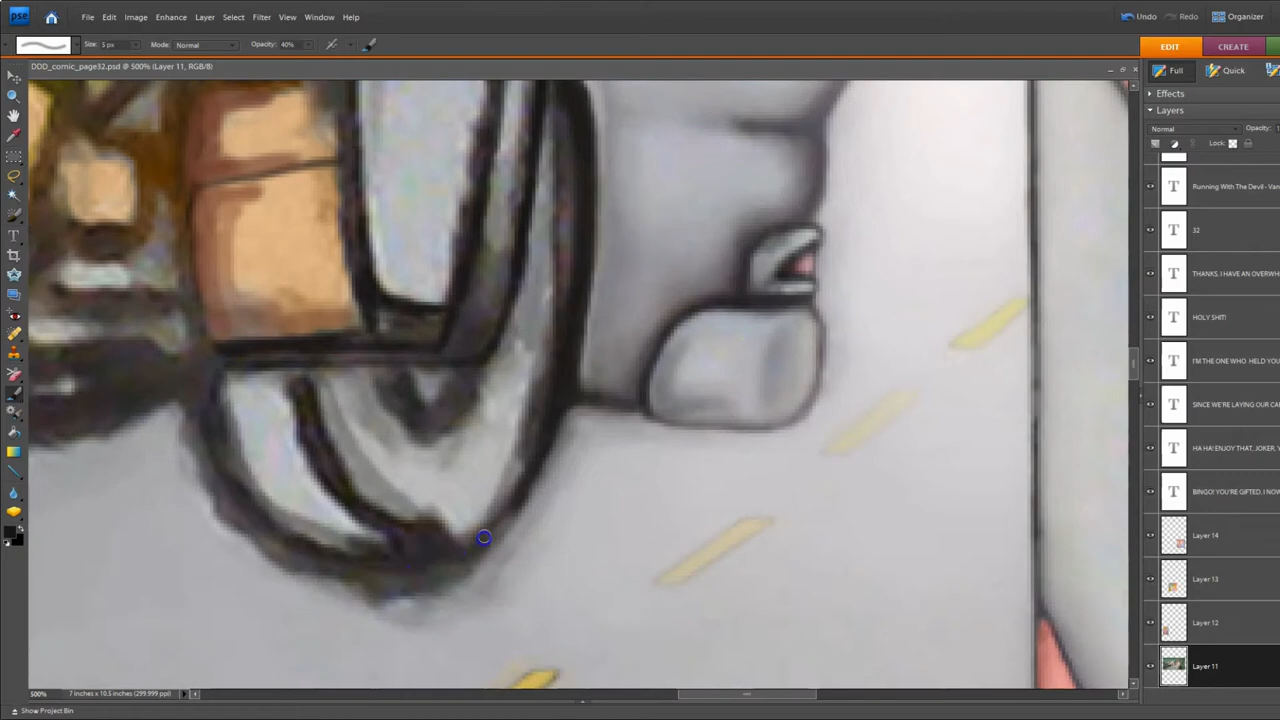 pse File Edit Image Enhance Layer Select Filter View Window Help Undo Redo Organizer
Size: 3 px Mode: Normal Opacity: 40% EDIT CREATE
DDD_comic_page32.psd @ 500% (Layer 11, RGB/8) Full Quick
Effects
Layers
Normal Opacity:
Lock:
T Running With The Devil - Van
T 32
T THANKS. I HAVE AN OVERWH
T HOLY SHIT!
T I'M THE ONE WHO HELD YOU
T SINCE WE'RE LAYING OUR CA
T HA HA! ENJOY THAT, JOKER, Y
T BINGO! YOU'RE GIFTED, I NOW
Layer 14
Layer 13
Layer 12
Layer 11
500% 7 inches x 10.5 inches (299.999 ppi)
Show Project Bin